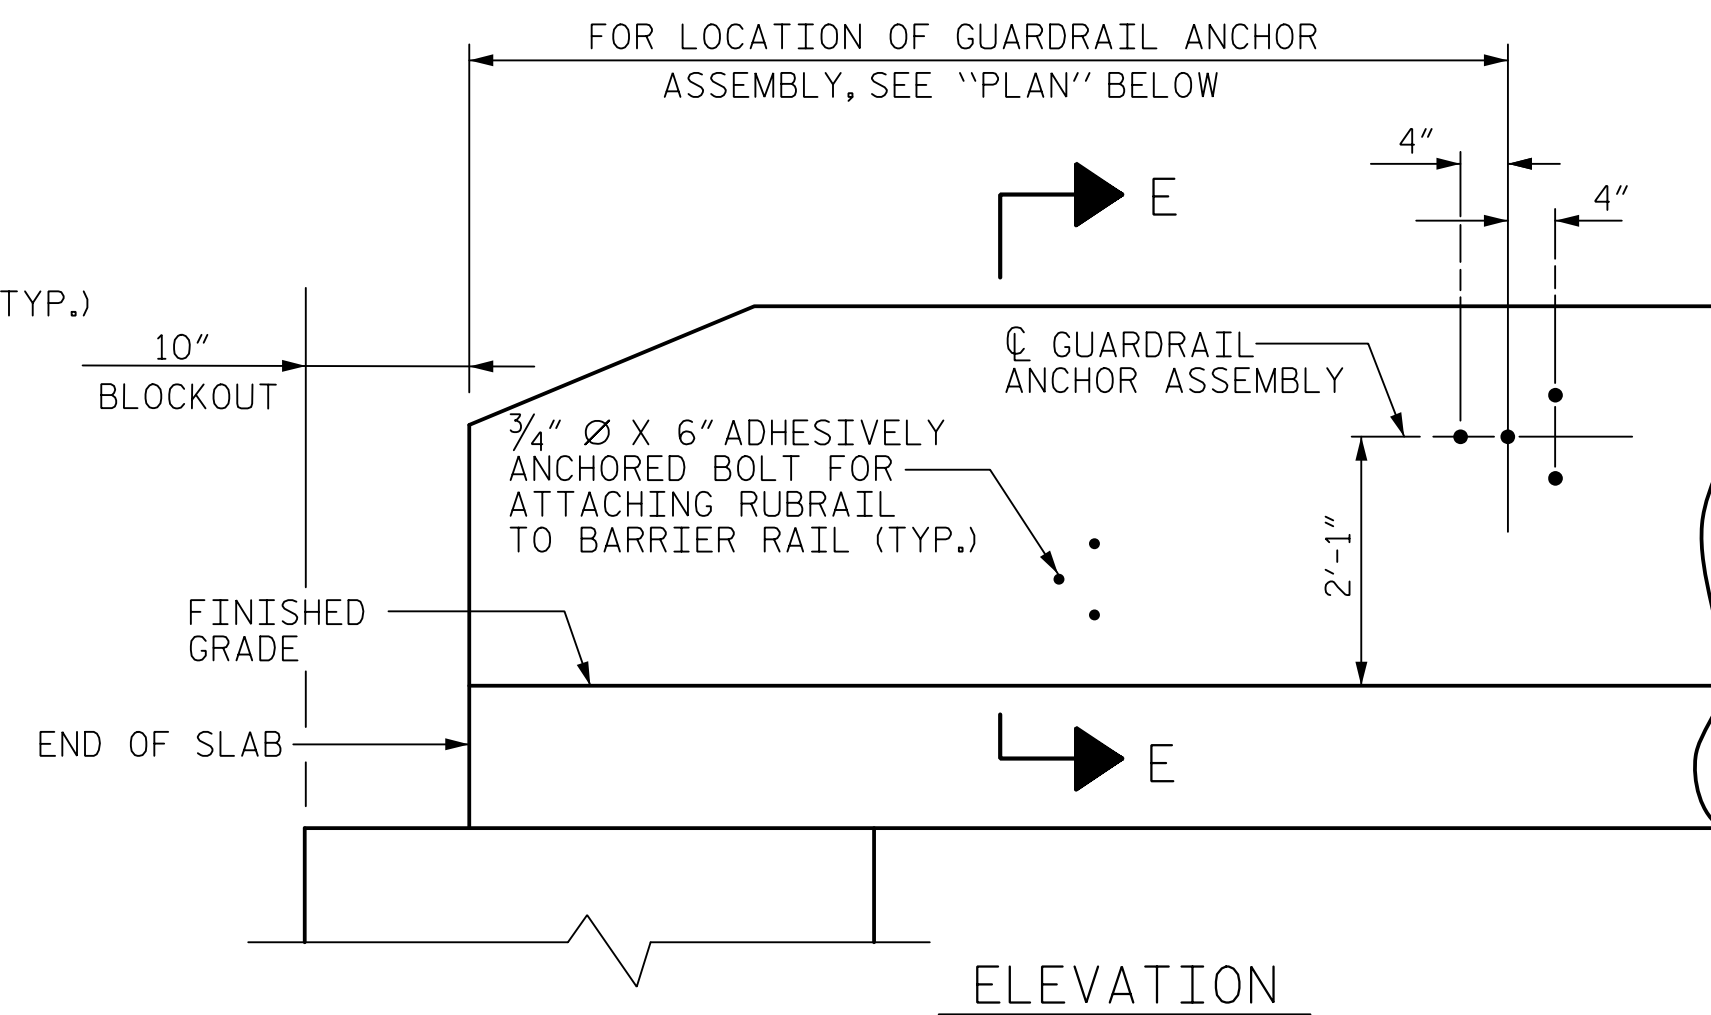 FOR LOCATION OF GUARDRAIL ANCHOR
ASSEMBLY, SEE "PLAN" BELOW
4"
E
4"
TYP.)
10"
BLOCKOUT
℄ GUARDRAIL
ANCHOR ASSEMBLY
3/4" Ø X 6" ADHESIVELY
ANCHORED BOLT FOR
ATTACHING RUBRAIL
TO BARRIER RAIL (TYP.)
2'-1"
FINISHED
GRADE
END OF SLAB
E
ELEVATION